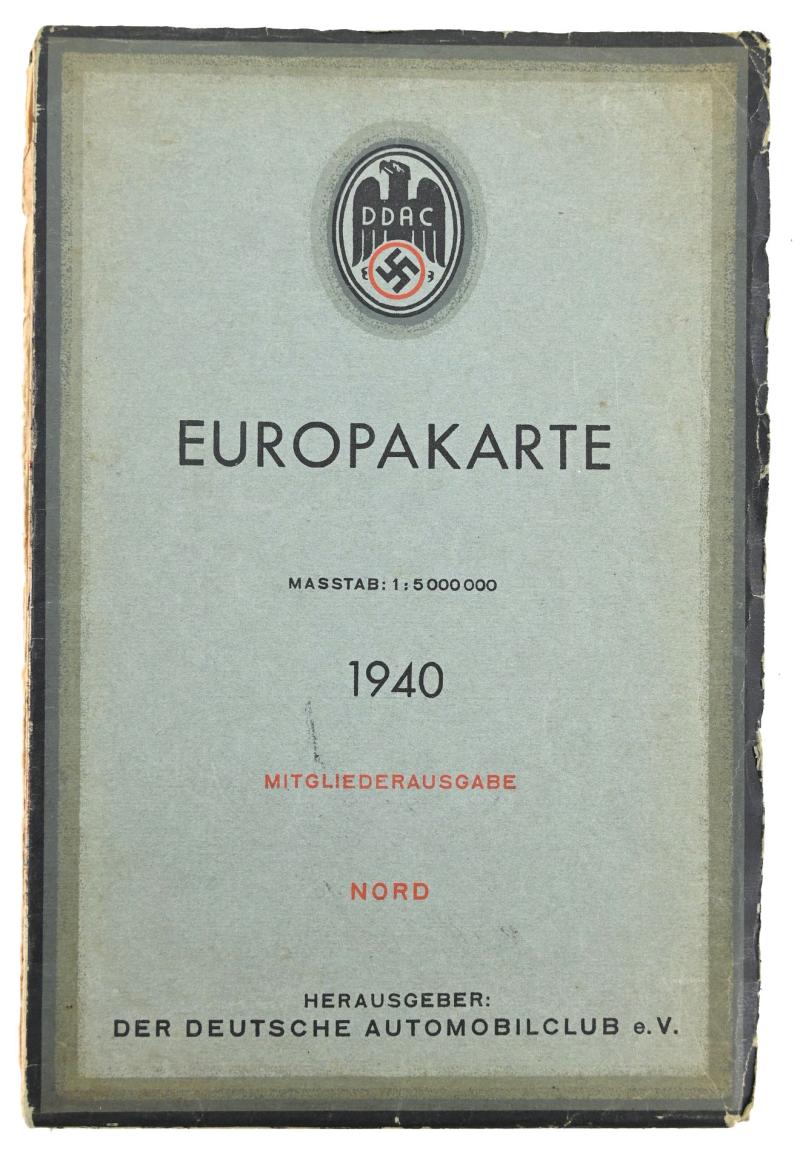 DDAC
EUROPAKARTE
MASSTAB: 1:5000000
1940
MITGLIEDERAUSGABE
NORD
HERAUSGEBER:
DER DEUTSCHE AUTOMOBILCLUB e.V.